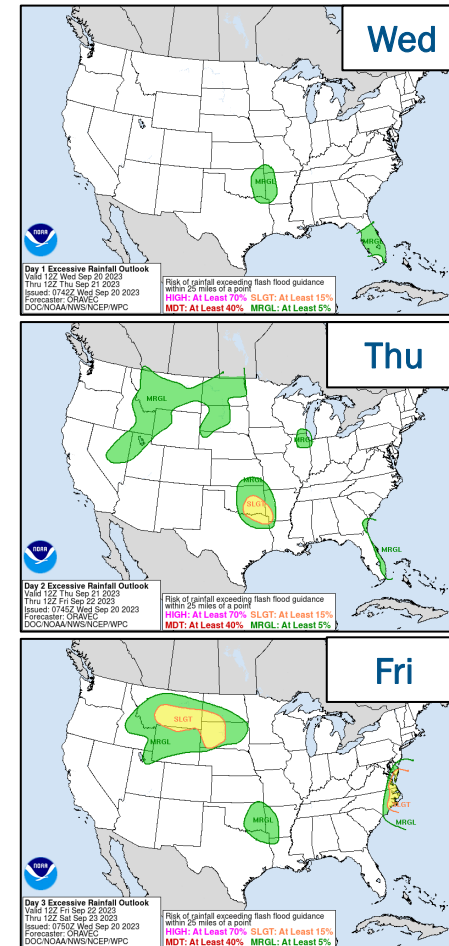 Wed
MRGL
MRGL
NOAA
Day 1 Excessive Rainfall Outlook
Valid 12Z Wed Sep 20 2023
Thru 12Z Thu Sep 21 2023
Issued: 0742Z Wed Sep 20 2023
Forecaster: ORAVEC
DOC/NOAA/NWS/NCEP/WPC
Risk of rainfall exceeding flash flood guidance
within 25 miles of a point
HIGH: At Least 70% SLGT: At Least 15%
MDT: At Least 40% MRGL: At Least 5%
Thu
MRGL
MRGL
MRGL
SLGT
MRGL
NOAA
Day 2 Excessive Rainfall Outlook
Valid 12Z Thu Sep 21 2023
Thru 12Z Fri Sep 22 2023
Issued: 0745Z Wed Sep 20 2023
Forecaster: ORAVEC
DOC/NOAA/NWS/NCEP/WPC
Risk of rainfall exceeding flash flood guidance
within 25 miles of a point
HIGH: At Least 70% SLGT: At Least 15%
MDT: At Least 40% MRGL: At Least 5%
Fri
SLGT
MRGL
SLGT
MRGL
MRGL
NOAA
Day 3 Excessive Rainfall Outlook
Valid 12Z Fri Sep 22 2023
Thru 12Z Sat Sep 23 2023
Issued: 0750Z Wed Sep 20 2023
Forecaster: ORAVEC
DOC/NOAA/NWS/NCEP/WPC
Risk of rainfall exceeding flash flood guidance
within 25 miles of a point
HIGH: At Least 70% SLGT: At Least 15%
MDT: At Least 40% MRGL: At Least 5%